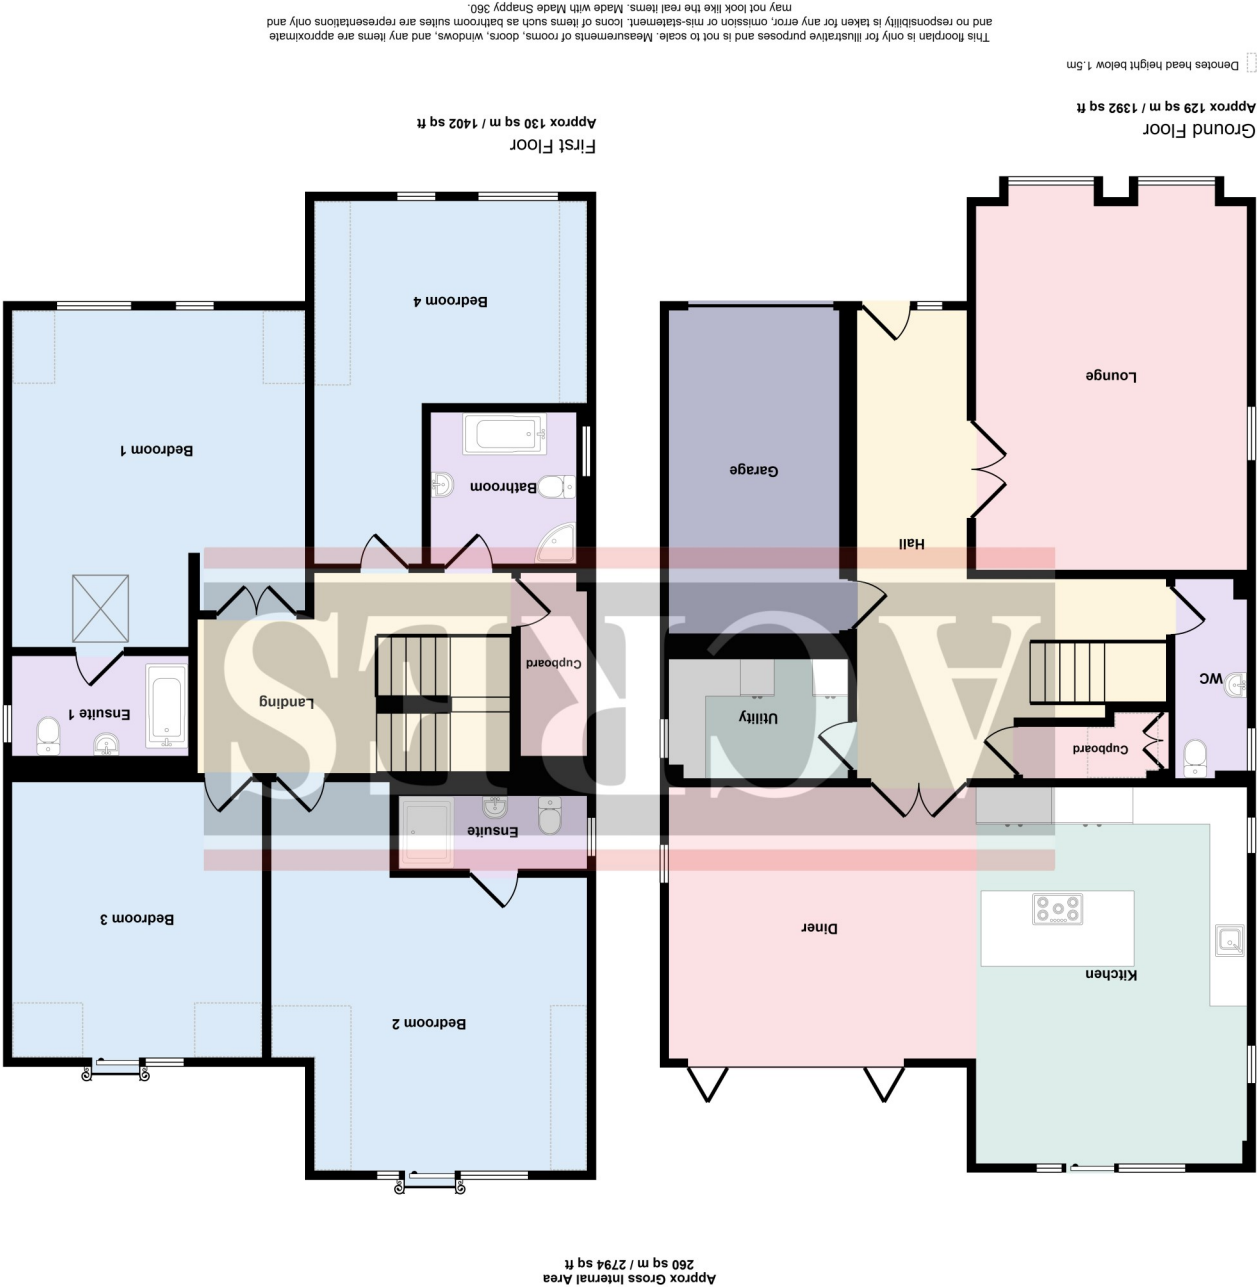 Approx Gross Internal Area
260 sq m / 2794 sq ft
Kitchen
Diner
Cupboard
WC
Utility
Hall
Garage
Lounge
Ground Floor
Approx 129 sq m / 1392 sq ft
Bedroom 2
Bedroom 3
Ensuite
Landing
Ensuite 1
Cupboard
Bathroom
Bedroom 1
Bedroom 4
First Floor
Approx 130 sq m / 1402 sq ft
ACRES
Denotes head height below 1.5m
This floorplan is only for illustrative purposes and is not to scale. Measurements of rooms, doors, windows, and any items are approximate
and no responsibility is taken for any error, omission or mis-statement. Icons of items such as bathroom suites are representations only and
may not look like the real items. Made with Made Snappy 360.